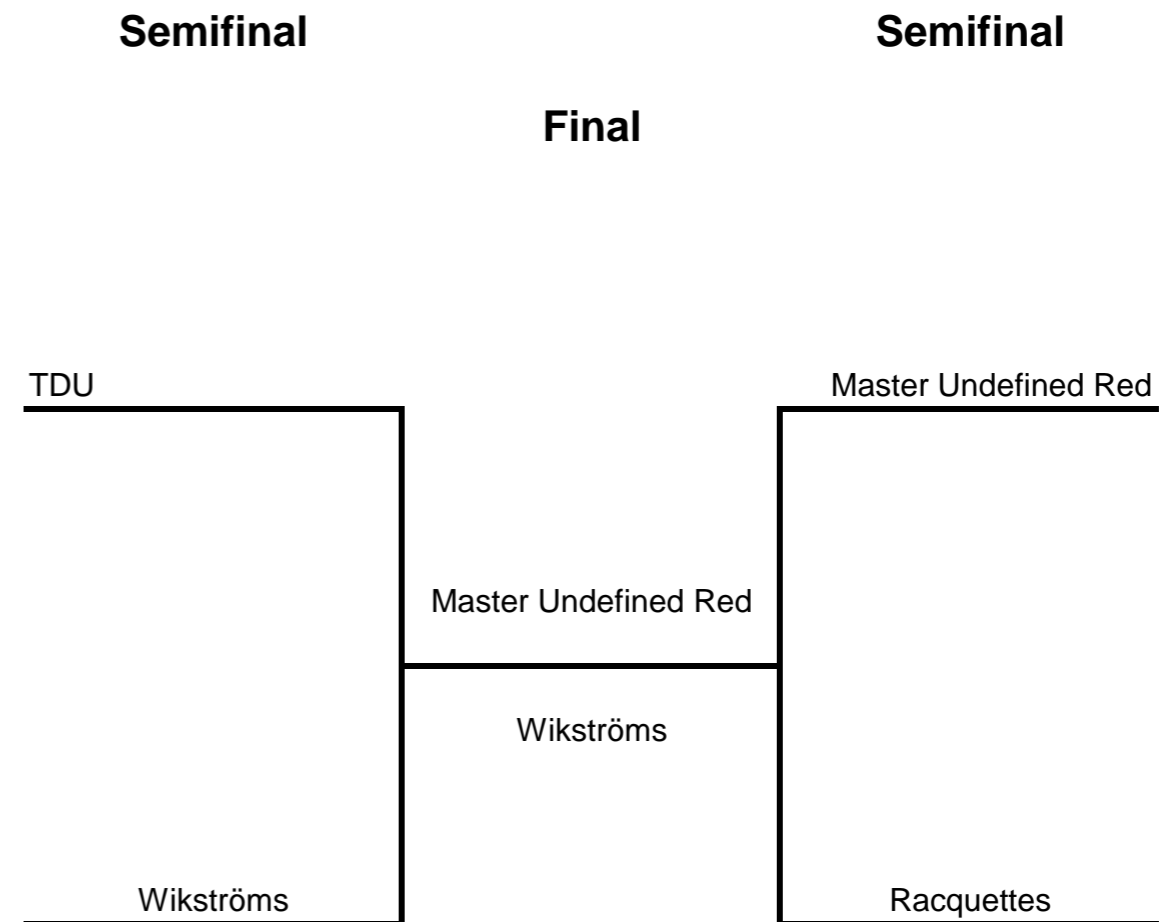 Semifinal Semifinal
Final
TDU Master Undefined Red
Master Undefined Red
Wikströms
Wikströms Racquettes